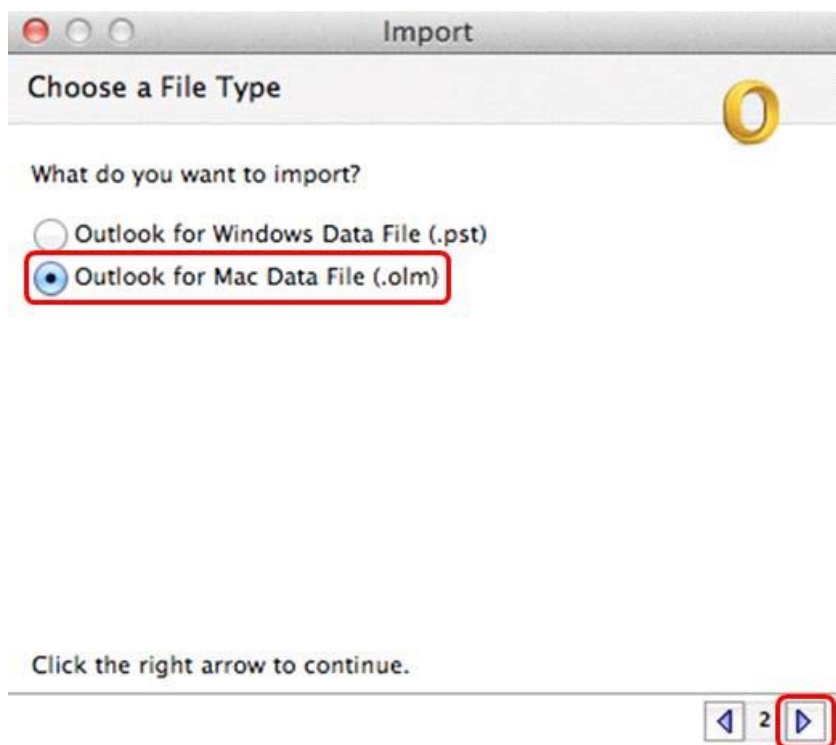 Import
Choose a File Type
O
What do you want to import?
Outlook for Windows Data File (.pst)
Outlook for Mac Data File (.olm)
Click the right arrow to continue.
2